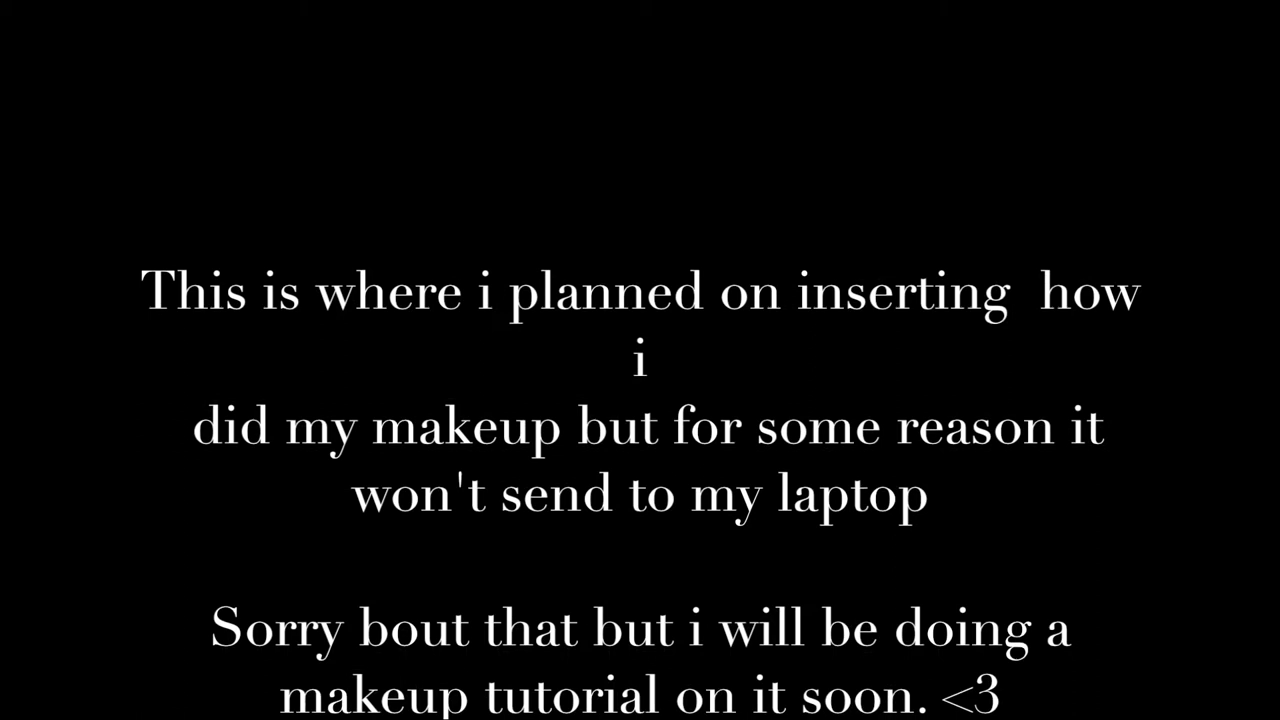 This is where i planned on inserting  how
i
did my makeup but for some reason it
won't send to my laptop
Sorry bout that but i will be doing a
makeup tutorial on it soon. <3